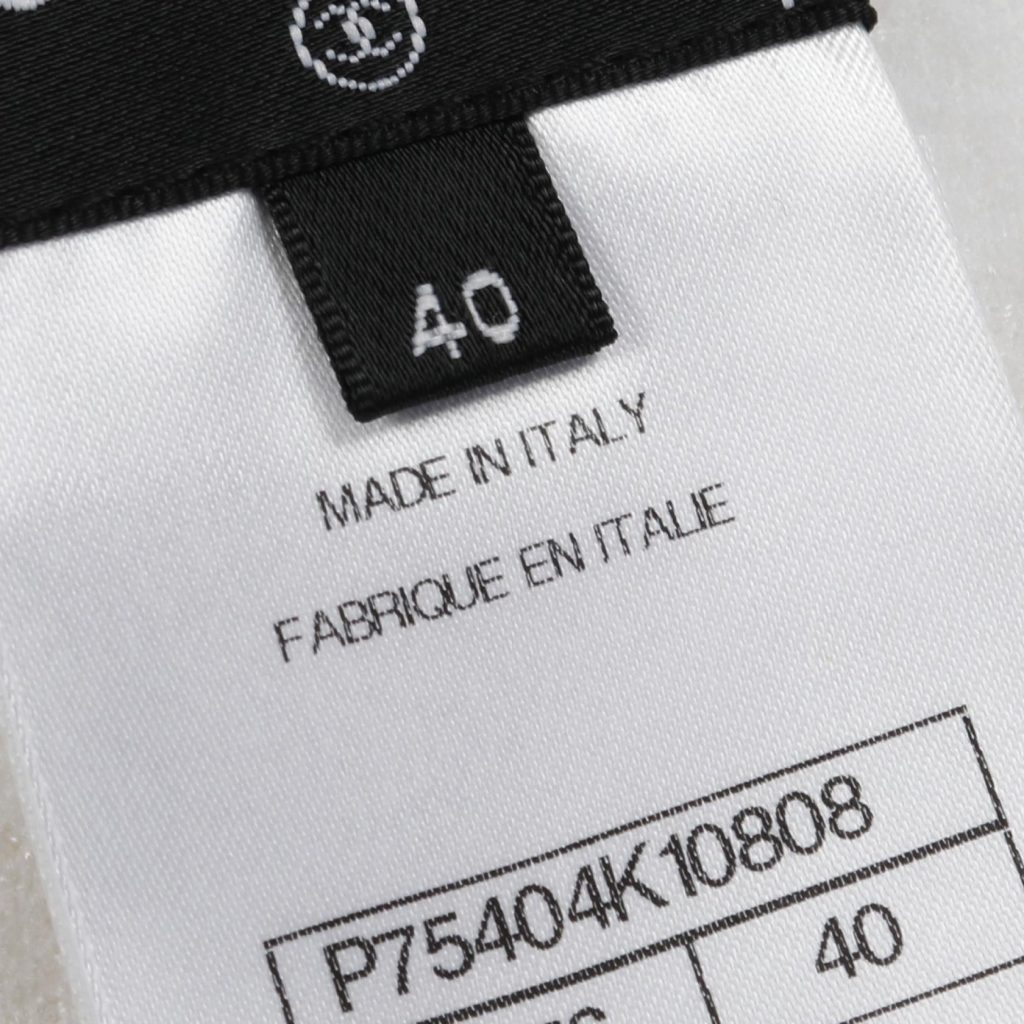 40
MADE IN ITALY
FABRIQUE EN ITALIE
P75404K10808
40